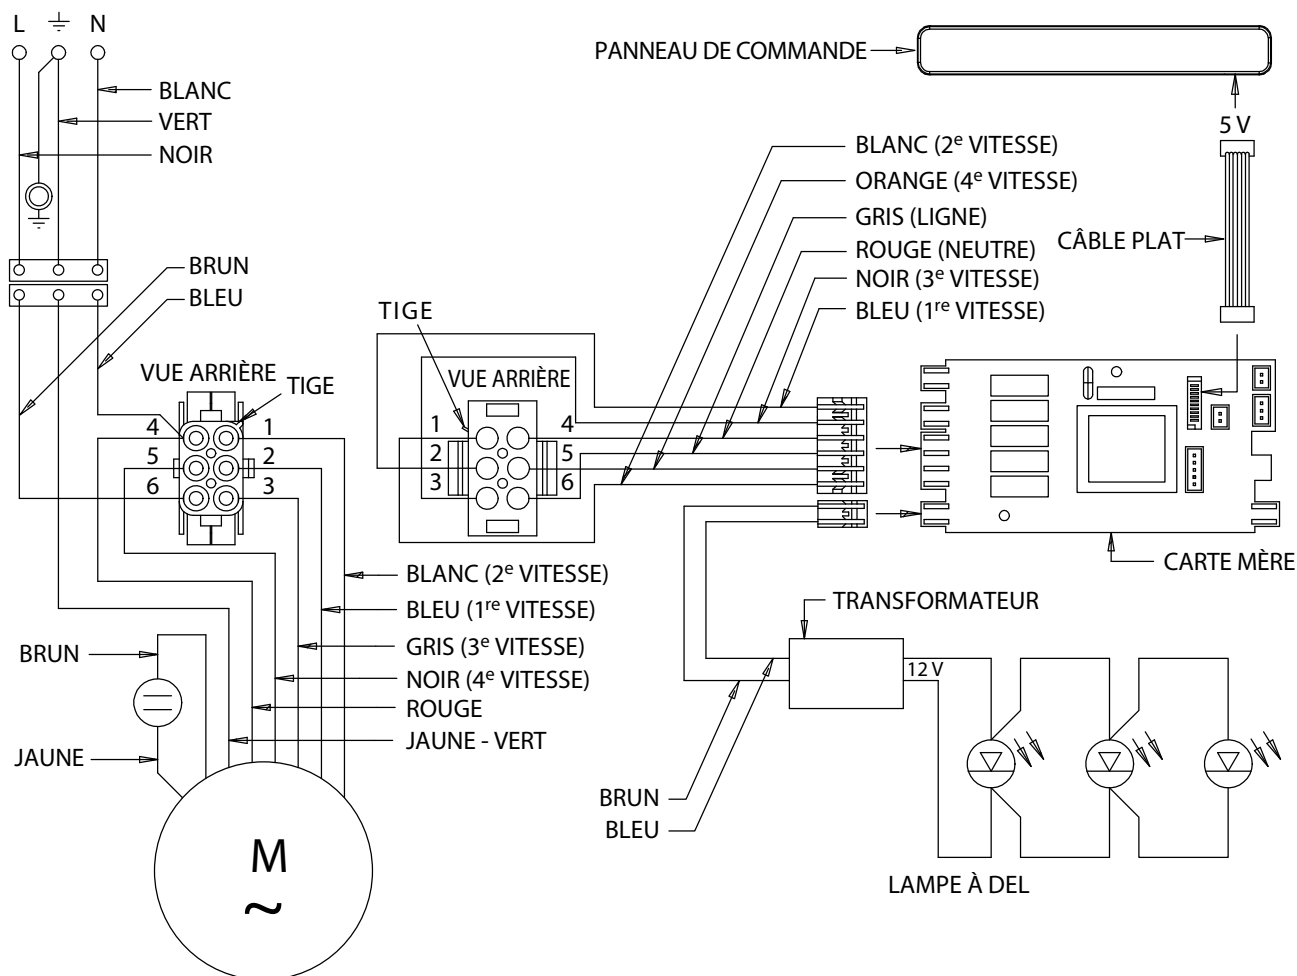 L N
PANNEAU DE COMMANDE
BLANC
VERT
NOIR
5 V
BLANC (2e VITESSE)
ORANGE (4e VITESSE)
GRIS (LIGNE)
ROUGE (NEUTRE)
NOIR (3e VITESSE)
BLEU (1re VITESSE)
CÂBLE PLAT
BRUN
BLEU
TIGE
VUE ARRIÈRE
TIGE
VUE ARRIÈRE
4 1
5 2
6 3
1 4
2 5
3 6
CARTE MÈRE
BLANC (2e VITESSE)
BLEU (1re VITESSE)
GRIS (3e VITESSE)
NOIR (4e VITESSE)
ROUGE
JAUNE - VERT
TRANSFORMATEUR
12 V
BRUN
JAUNE
BRUN
BLEU
M
~
LAMPE À DEL